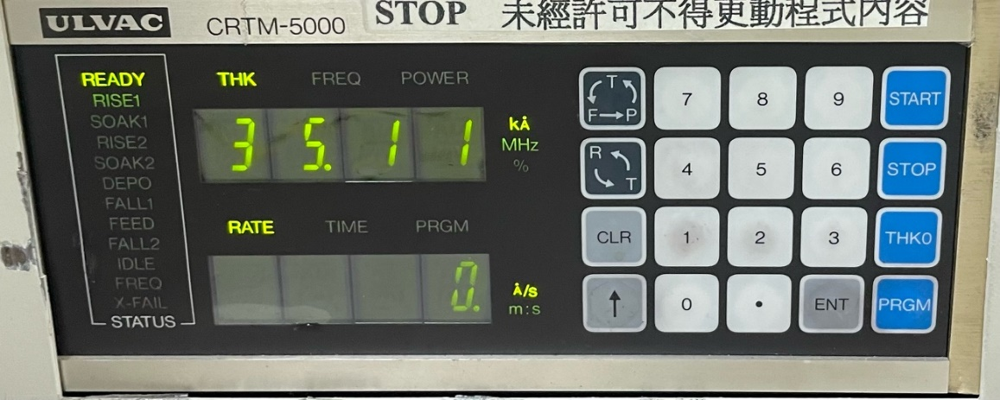 ULVAC CRTM-5000 STOP 未經許可不得更動程式內容
READY
RISE1
SOAK1
RISE2
SOAK2
DEPO
FALL1
FEED
FALL2
IDLE
FREQ
X-FAIL
STATUS
THK FREQ POWER
35.11
kÅ
MHz
%
RATE TIME PRGM
0.
Å/s
m:s
T F→P 7 8 9 START
R T 4 5 6 STOP
CLR 1 2 3 THK0
↑ 0 • ENT PRGM